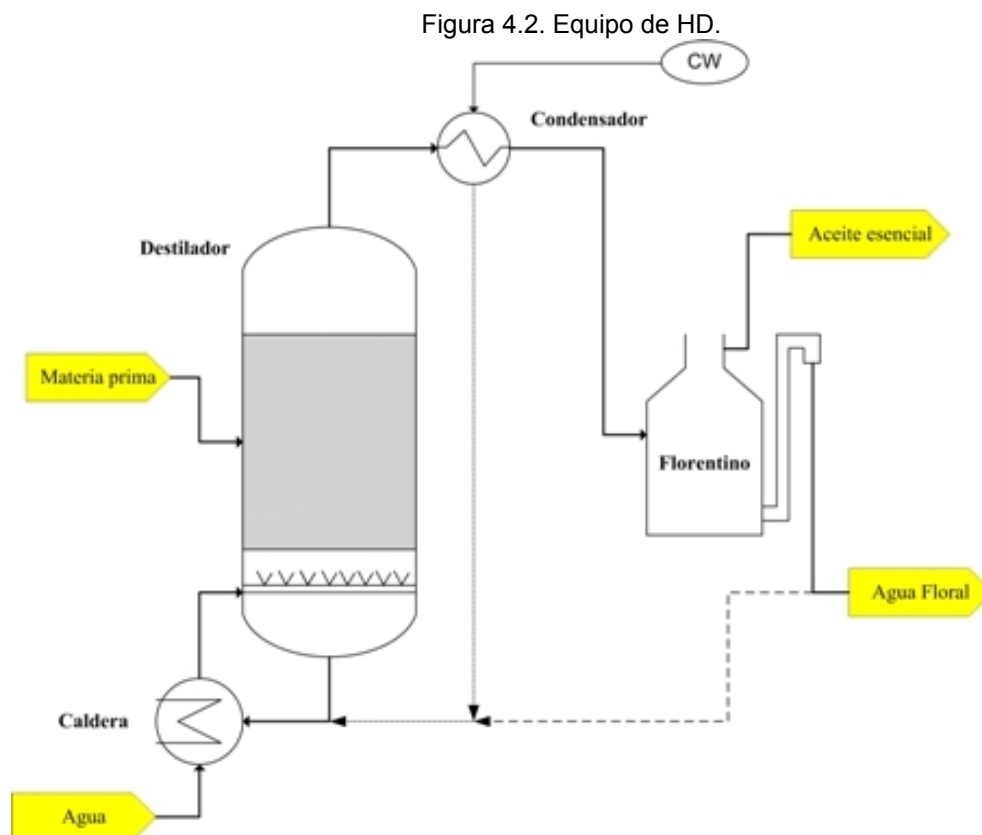 Figura 4.2. Equipo de HD.
CW
Condensador
Destilador
Aceite esencial
Materia prima
Florentino
Agua Floral
Caldera
Agua